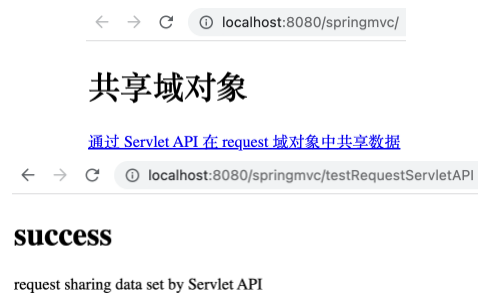 localhost:8080/springmvc/
共享域对象
通过 Servlet API 在 request 域对象中共享数据
localhost:8080/springmvc/testRequestServletAPI
success
request sharing data set by Servlet API